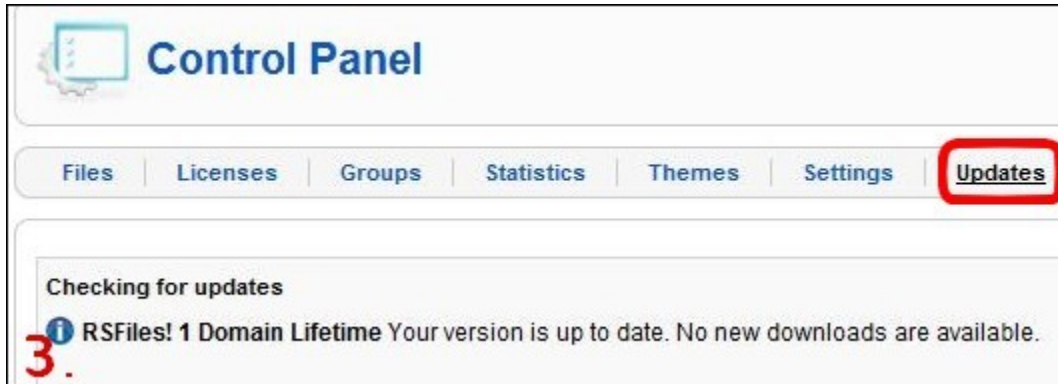 Control Panel
Files Licenses Groups Statistics Themes Settings Updates
Checking for updates
RSFiles! 1 Domain Lifetime Your version is up to date. No new downloads are available.
3.